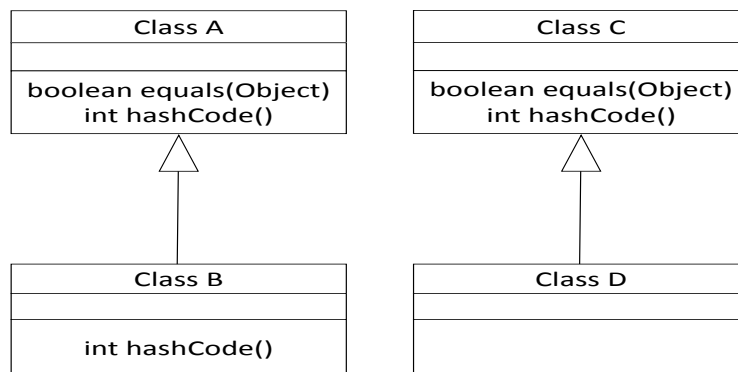 Class A
boolean equals(Object)
int hashCode()
Class C
boolean equals(Object)
int hashCode()
Class B
int hashCode()
Class D